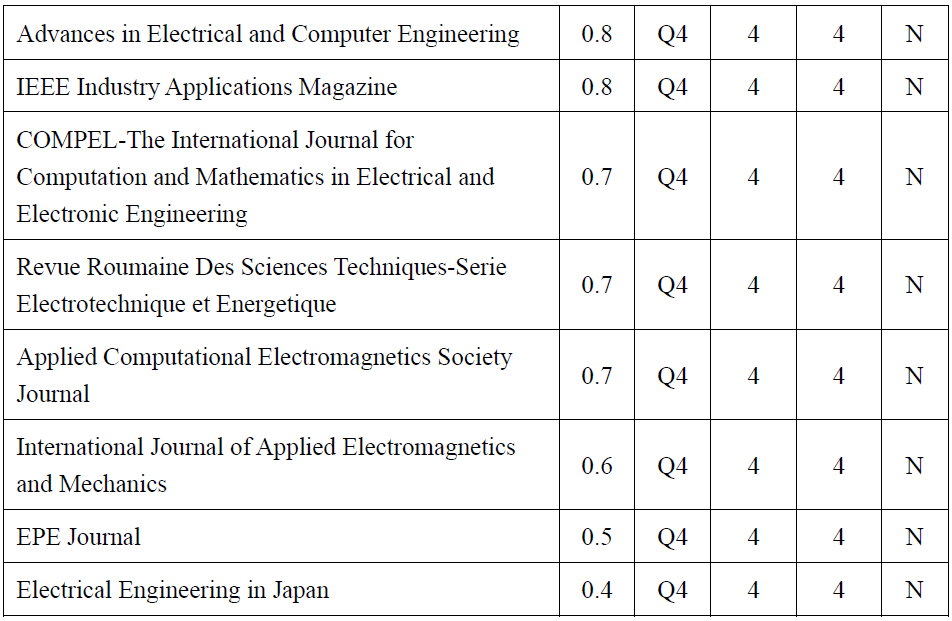 Advances in Electrical and Computer Engineering 0.8 Q4 4 4 N
IEEE Industry Applications Magazine 0.8 Q4 4 4 N
COMPEL-The International Journal for
Computation and Mathematics in Electrical and 0.7 Q4 4 4 N
Electronic Engineering
Revue Roumaine Des Sciences Techniques-Serie
Electrotechnique et Energetique 0.7 Q4 4 4 N
Applied Computational Electromagnetics Society
Journal 0.7 Q4 4 4 N
International Journal of Applied Electromagnetics
and Mechanics 0.6 Q4 4 4 N
EPE Journal 0.5 Q4 4 4 N
Electrical Engineering in Japan 0.4 Q4 4 4 N